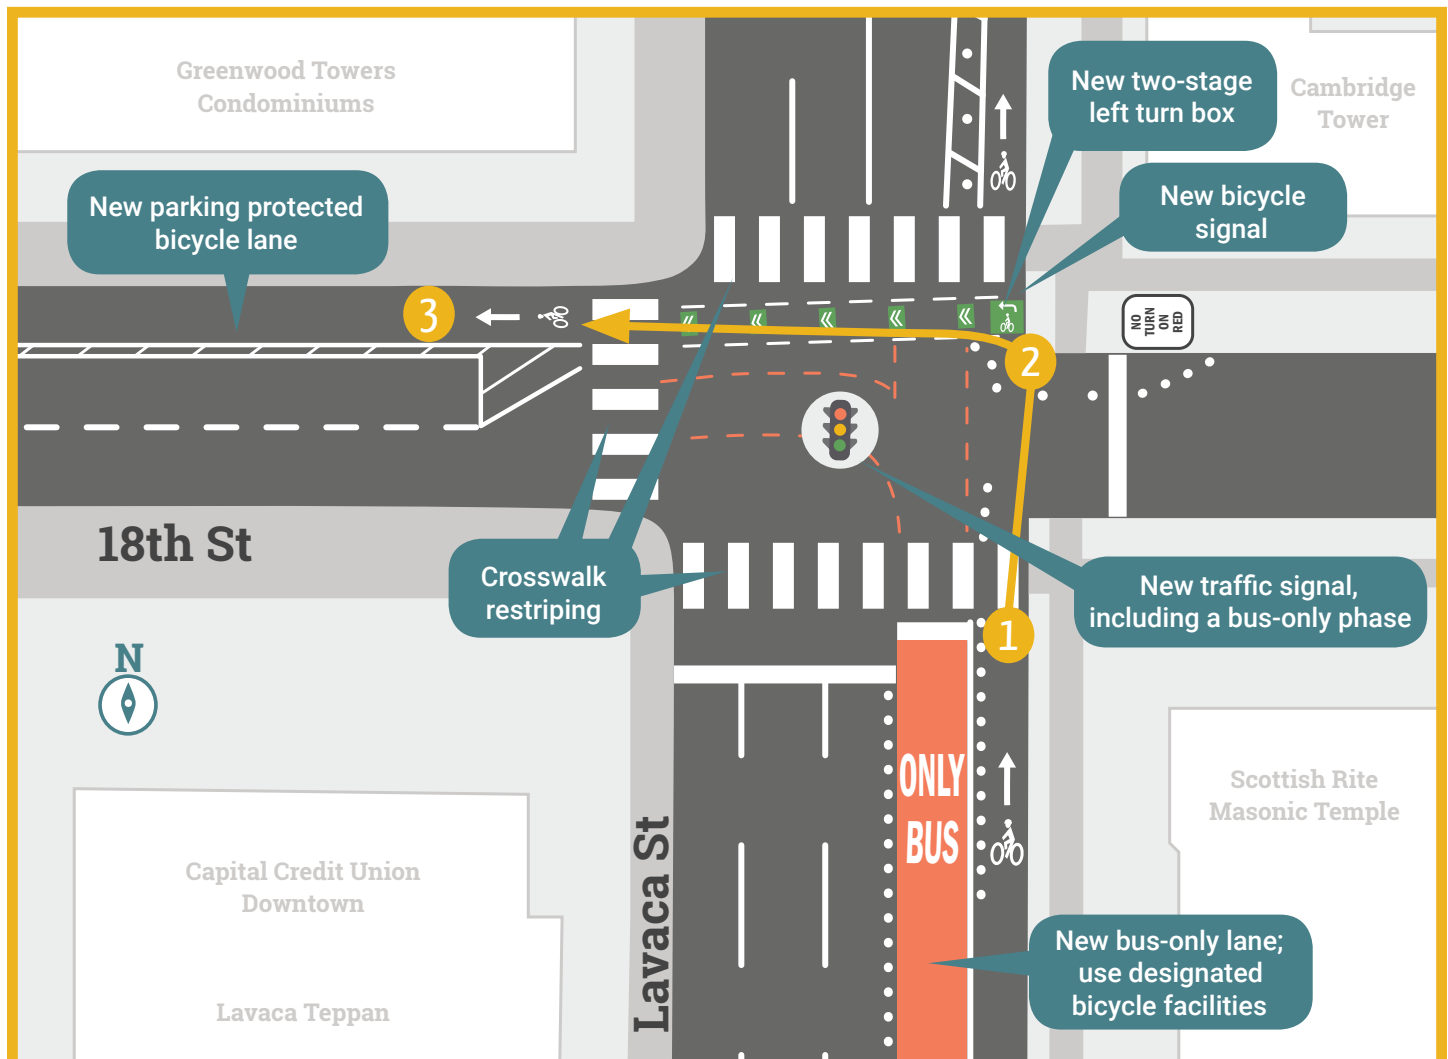 Greenwood Towers
Condominiums
New two-stage
left turn box
Cambridge
Tower
New parking protected
bicycle lane
New bicycle
signal
3
NO
TURN
ON
RED
2
18th St
Crosswalk
restriping
New traffic signal,
including a bus-only phase
1
N
ONLY
BUS
Scottish Rite
Masonic Temple
Lavaca St
Capital Credit Union
Downtown
New bus-only lane;
use designated
bicycle facilities
Lavaca Teppan